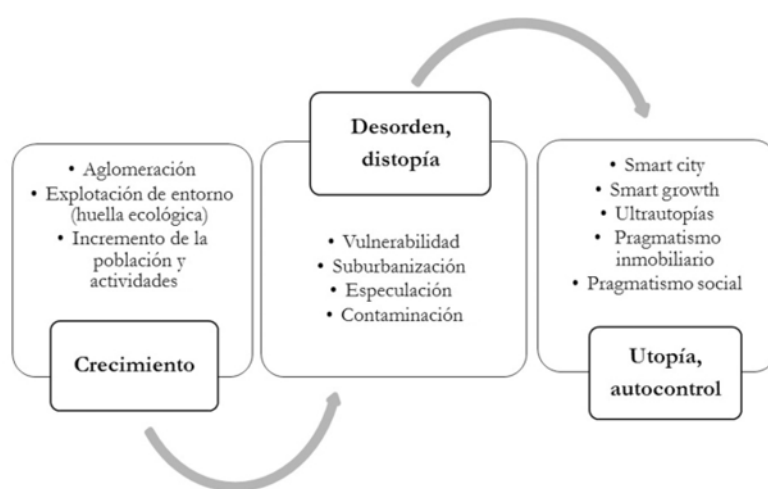 • Aglomeración
• Explotación de entorno
(huella ecológica)
• Incremento de la
población y
actividades
Crecimiento
Desorden,
distopía
• Vulnerabilidad
• Suburbanización
• Especulación
• Contaminación
• Smart city
• Smart growth
• Ultrautopías
• Pragmatismo
inmobiliario
• Pragmatismo social
Utopía,
autocontrol